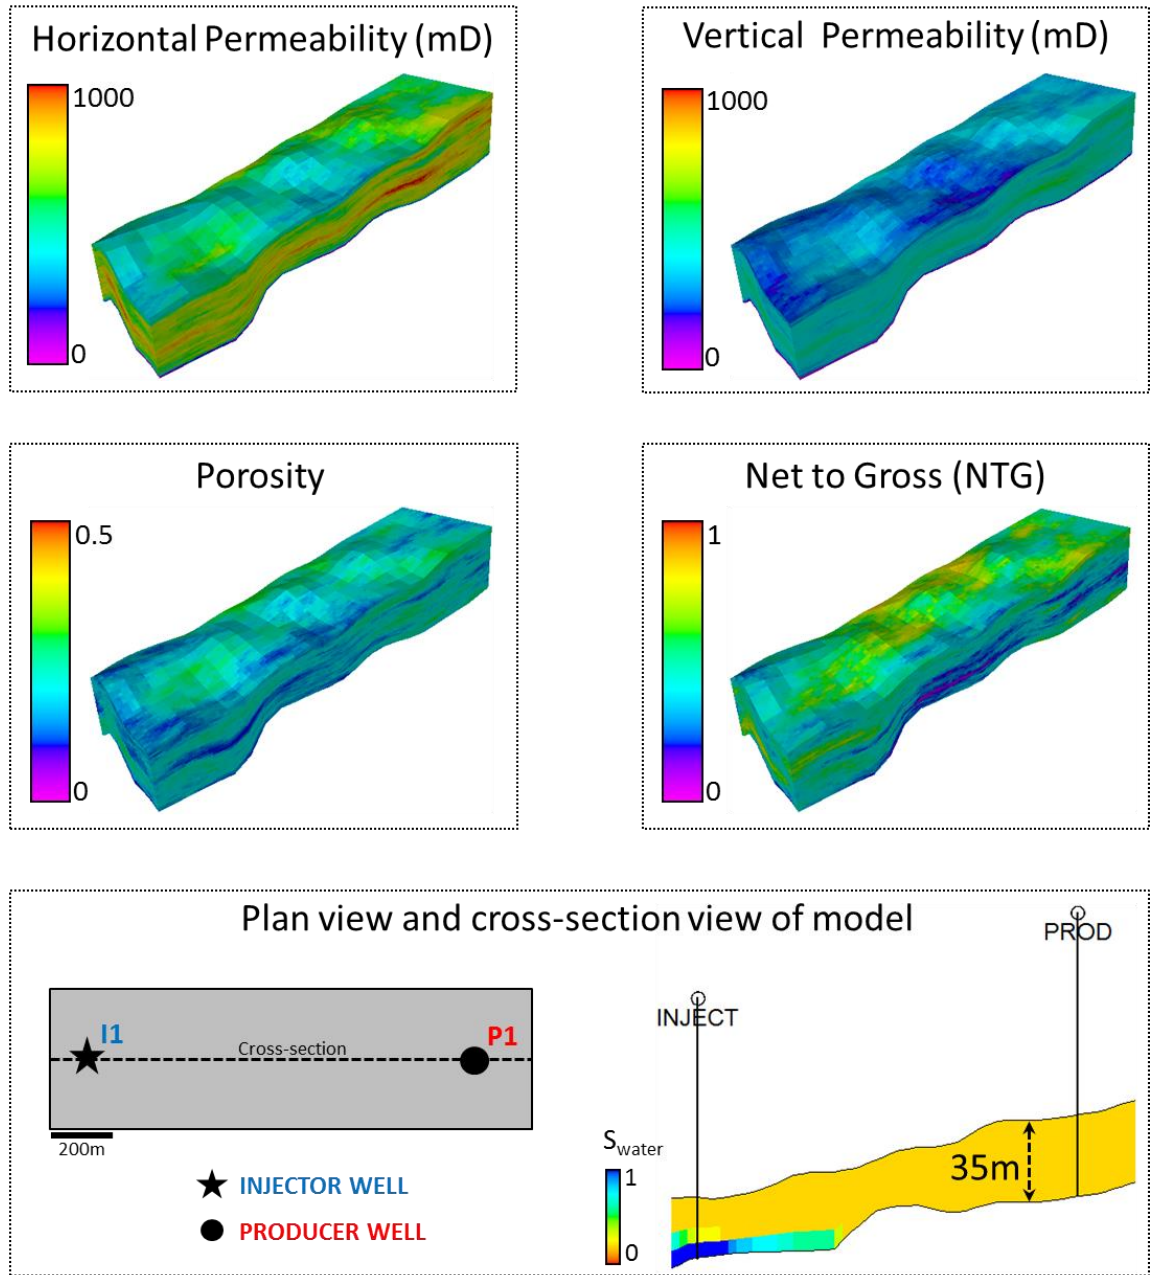 Horizontal Permeability (mD)
1000
0
Vertical Permeability (mD)
1000
0
Porosity
0.5
0
Net to Gross (NTG)
1
0
Plan view and cross-section view of model
I1
Cross-section
P1
200m
INJECTOR WELL
PRODUCER WELL
PROD
INJECT
Swater
1
0
35m